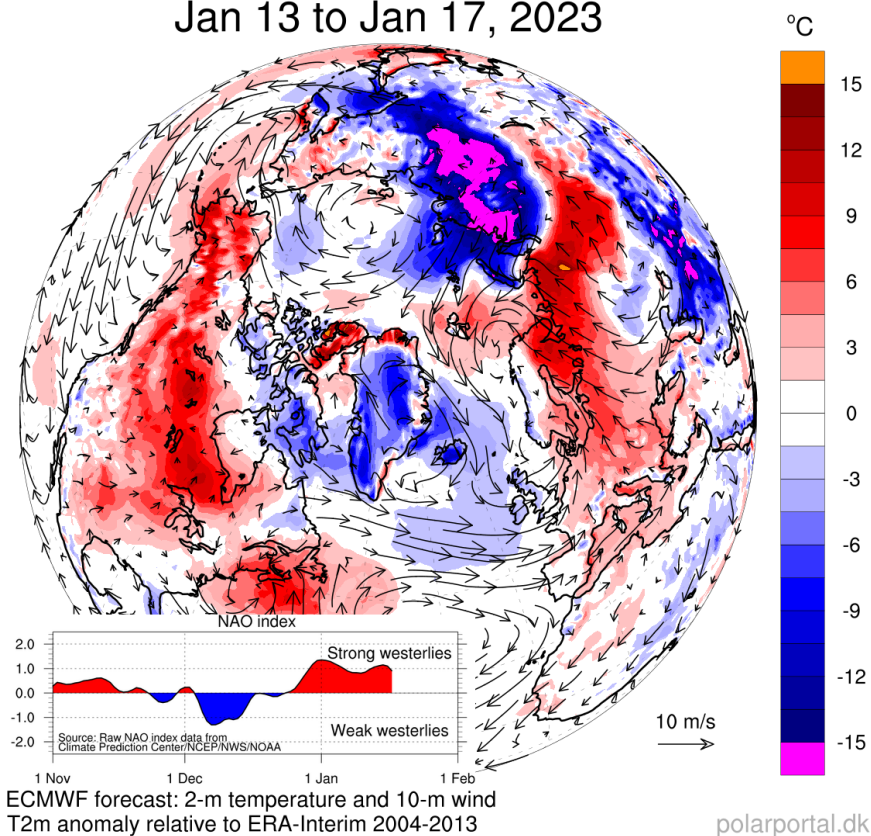 Jan 13 to Jan 17, 2023
°C
15
12
9
6
3
0
-3
-6
-9
-12
-15
NAO index
2.0
1.0
0.0
-1.0
-2.0
Strong westerlies
Weak westerlies
Source: Raw NAO index data from
Climate Prediction Center/NCEP/NWS/NOAA
1 Nov 1 Dec 1 Jan 1 Feb
10 m/s
ECMWF forecast: 2-m temperature and 10-m wind
T2m anomaly relative to ERA-Interim 2004-2013
polarportal.dk